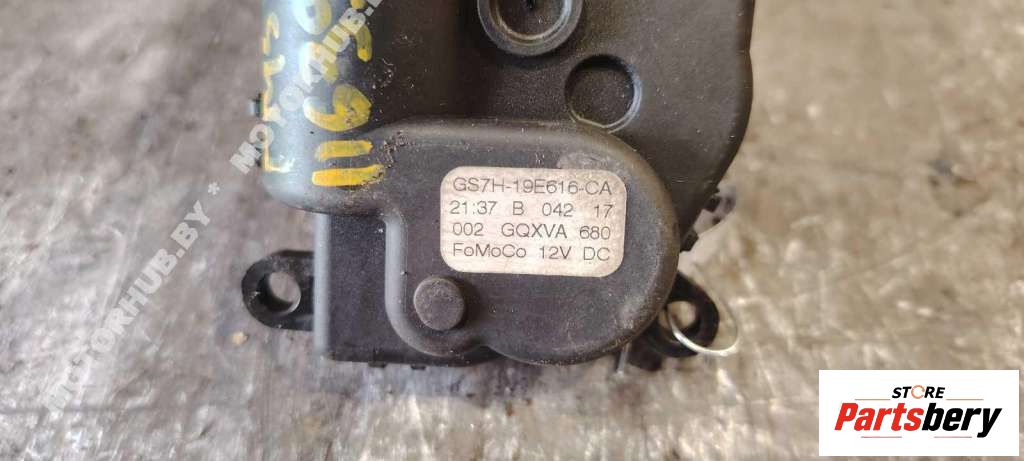 GS7H-19E616-CA
21:37 B 042 17
002 GQXVA 680
FoMoCo 12V DC
MOTORHUB.BY * MOTORHUB.BY
STORE
Partsbery